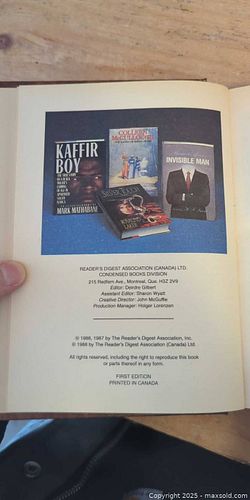 KAFFIR
BOY
MARK MATHABANE
COLLEEN
McCULLOUGH
INVISIBLE MAN
READER'S DIGEST ASSOCIATION (CANADA) LTD.
CONDENSED BOOKS DIVISION
215 Redfern Ave., Montreal, Que. H3Z 2V9
Editor: Deirdre Gilbert
Assistant Editor: Sharon Wyatt
Creative Director: John McGuffie
Production Manager: Holger Lorenzen
© 1988, 1987 by The Reader's Digest Association, Inc.
© 1988 by The Reader's Digest Association (Canada) Ltd.
All rights reserved, including the right to reproduce this book
or parts thereof in any form.
FIRST EDITION
PRINTED IN CANADA
Copyright © 2025 - maxsold.com